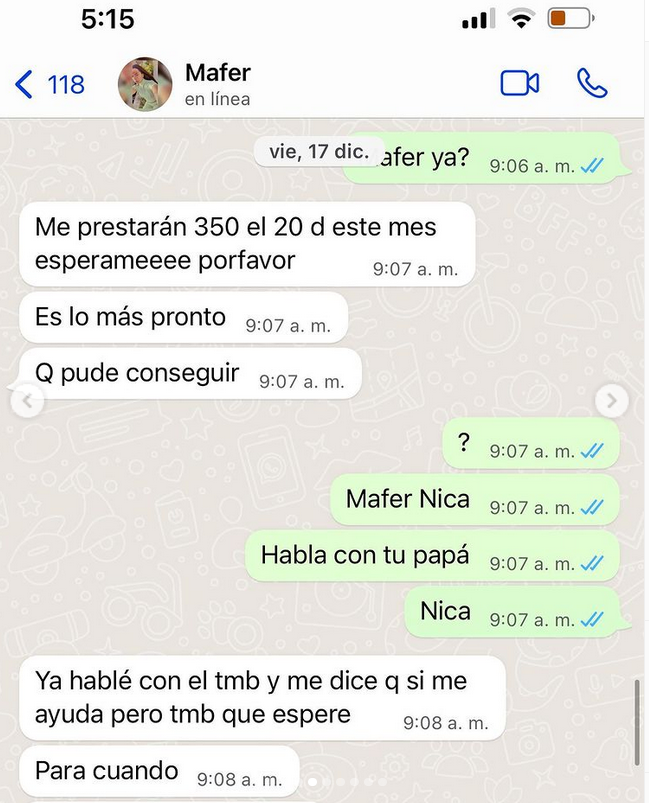 5:15
118
Mafer
en línea
vie, 17 dic.
afer ya? 9:06 a. m.
Me prestarán 350 el 20 d este mes
esperameeee porfavor 9:07 a. m.
Es lo más pronto 9:07 a. m.
Q pude conseguir 9:07 a. m.
? 9:07 a. m.
Mafer Nica 9:07 a. m.
Habla con tu papá 9:07 a. m.
Nica 9:07 a. m.
Ya hablé con el tmb y me dice q si me
ayuda pero tmb que espere 9:08 a. m.
Para cuando 9:08 a. m.